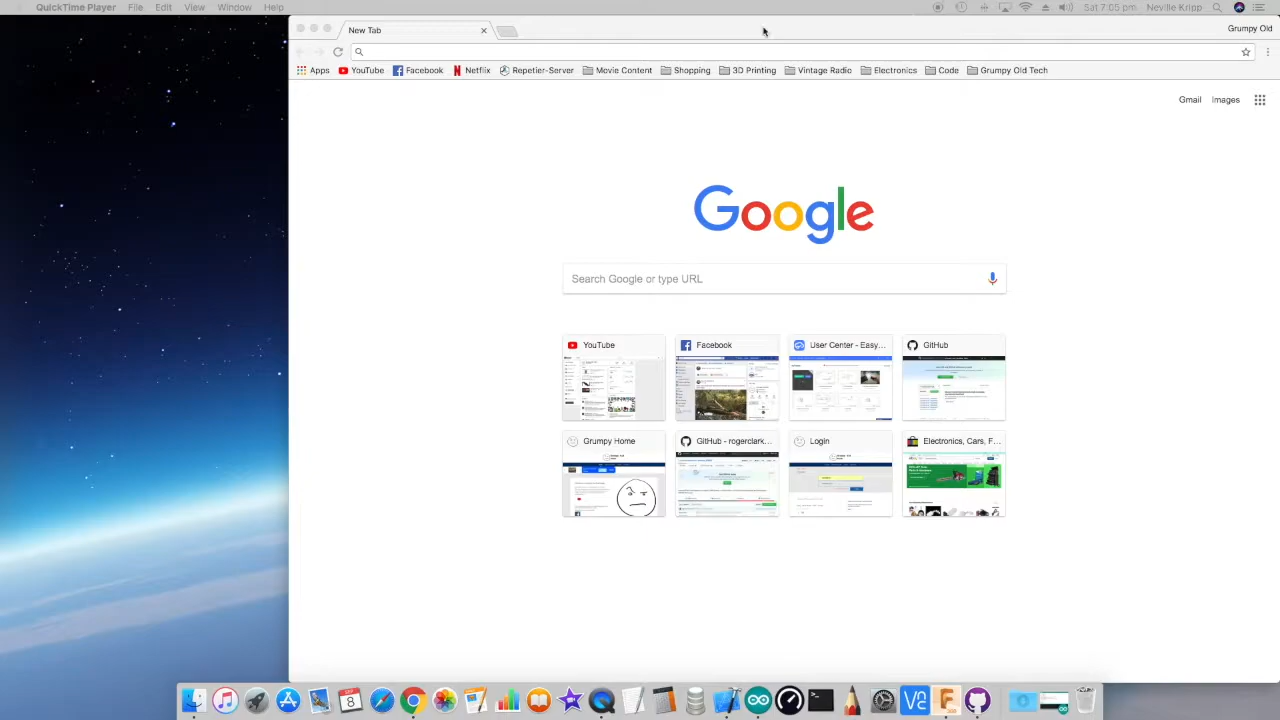 QuickTime Player File Edit View Window Help
Sat 7:05 pm Neville Kripp
New Tab
Grumpy Old
Apps YouTube Facebook Netflix Repetier-Server Movie Content Shopping 3D Printing Vintage Radio Electronics Code Grumpy Old Tech
Gmail Images
Google
Search Google or type URL
YouTube Facebook User Center - Easy... GitHub
Grumpy Home GitHub - rogerclark... Login Electronics, Cars, F...
SEP
8